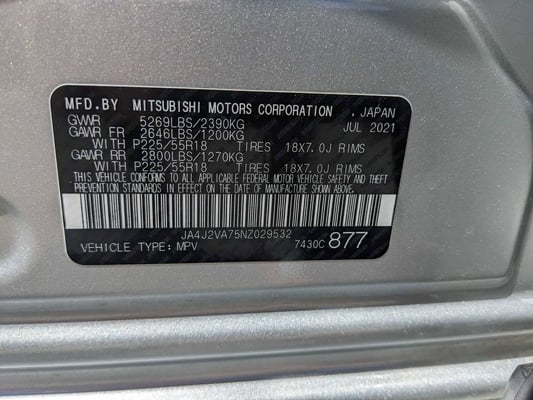 MFD.BY MITSUBISHI MOTORS CORPORATION . JAPAN
GVWR 5269LBS/2390KG JUL 2021
GAWR FR 2646LBS/1200KG
WITH P225/55R18 TIRES 18X7.0J RIMS
GAWR RR 2800LBS/1270KG
WITH P225/55R18 TIRES 18X7.0J RIMS
THIS VEHICLE CONFORMS TO ALL APPLICABLE FEDERAL MOTOR VEHICLE SAFETY AND THEFT
PREVENTION STANDARDS IN EFFECT ON THE DATE OF MANUFACTURE SHOWN ABOVE.
JA4J2VA75NZ029532
VEHICLE TYPE: MPV 7430C 877